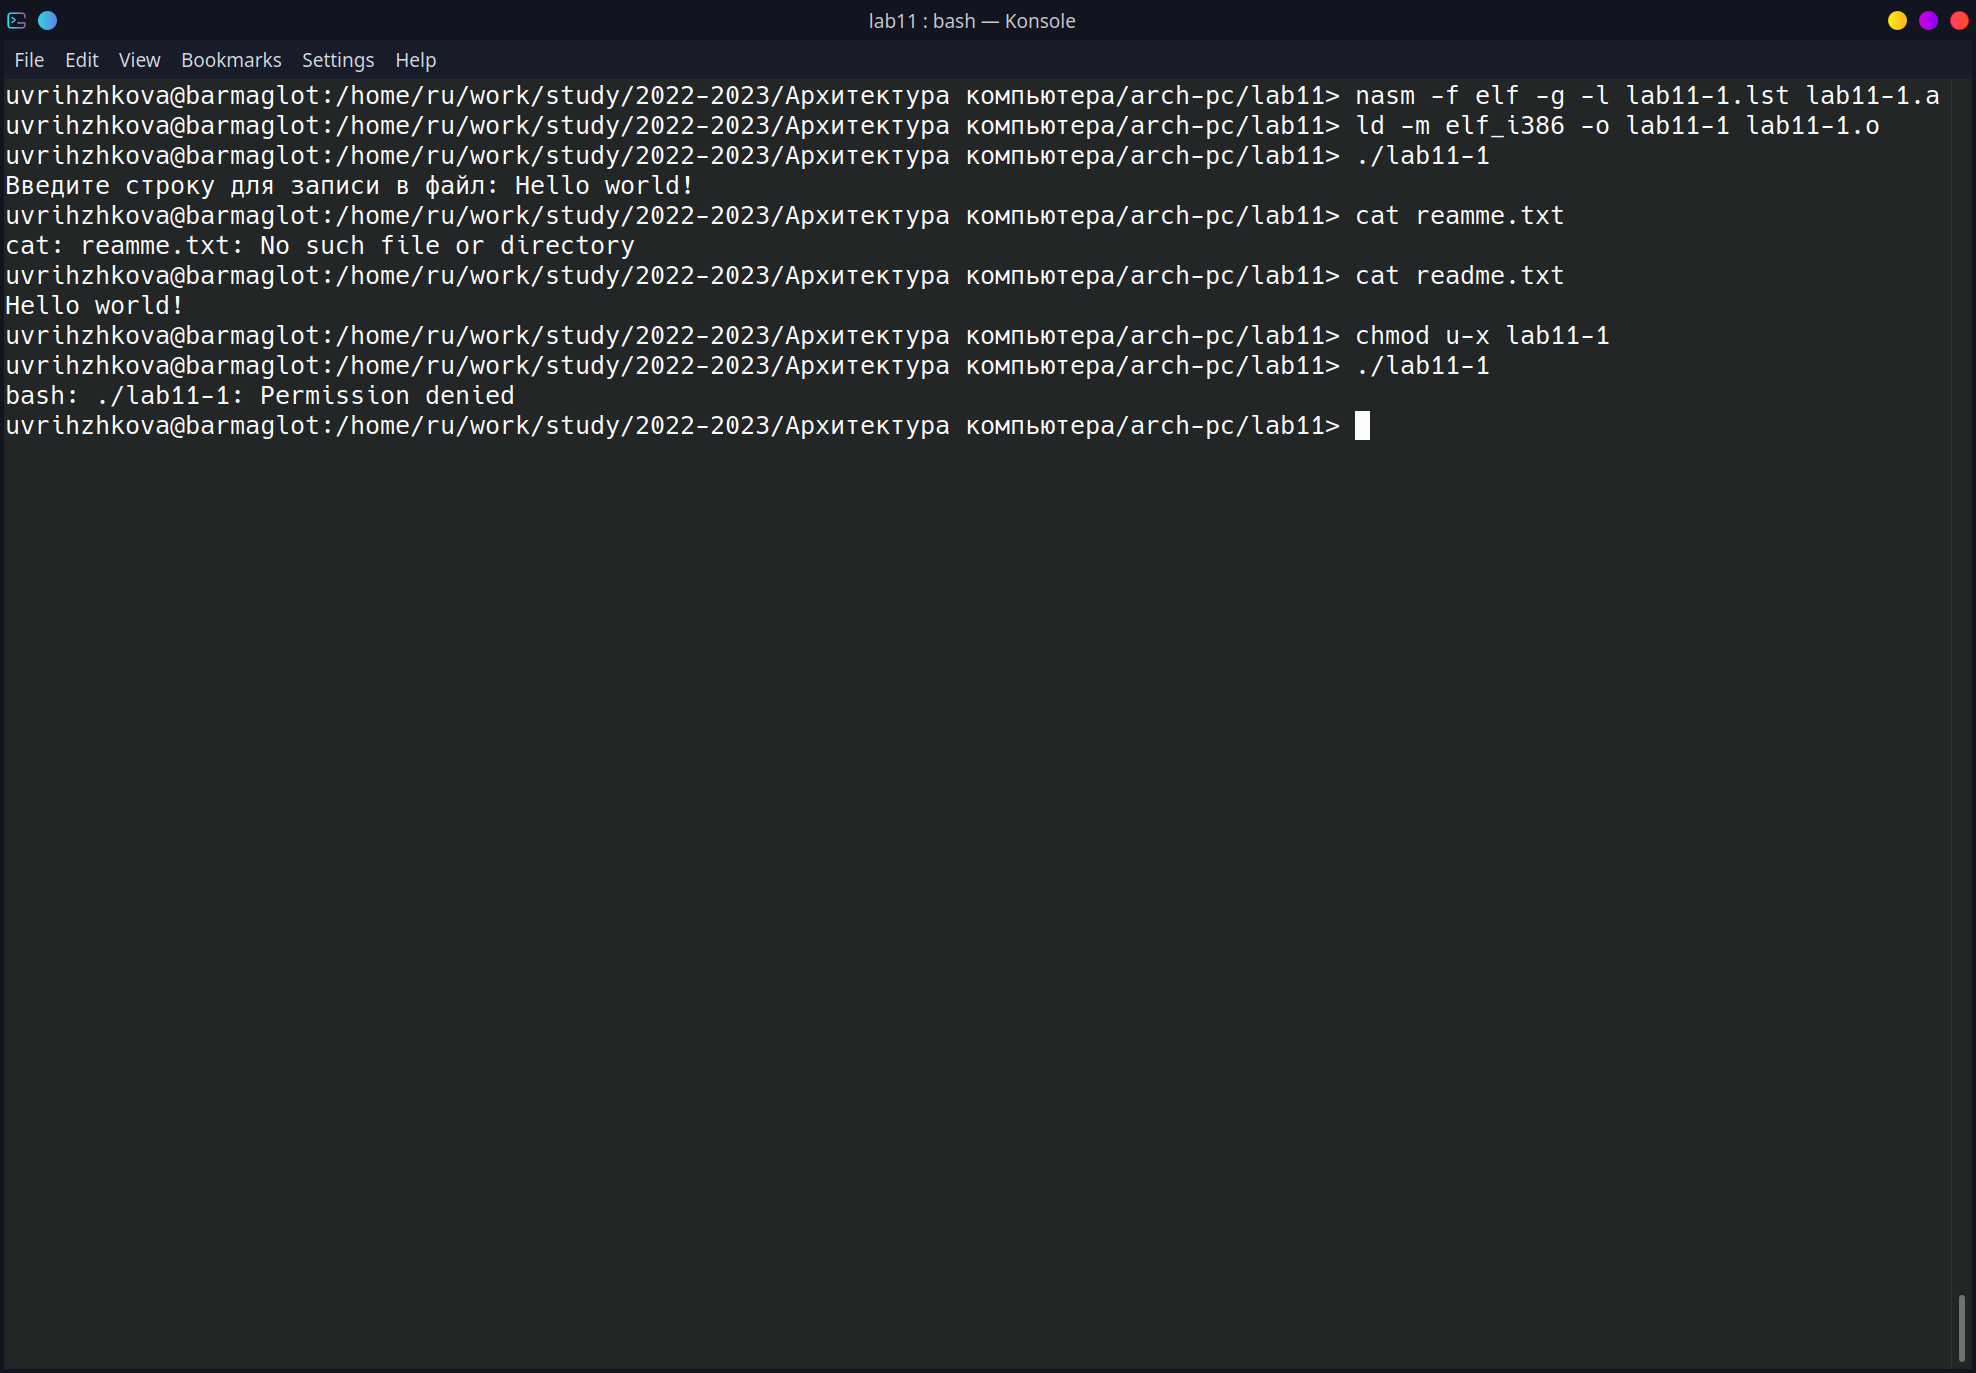 lab11 : bash — Konsole
File Edit View Bookmarks Settings Help
uvrihzhkova@barmaglot:/home/ru/work/study/2022-2023/Архитектура компьютера/arch-pc/lab11> nasm -f elf -g -l lab11-1.lst lab11-1.a
uvrihzhkova@barmaglot:/home/ru/work/study/2022-2023/Архитектура компьютера/arch-pc/lab11> ld -m elf_i386 -o lab11-1 lab11-1.o
uvrihzhkova@barmaglot:/home/ru/work/study/2022-2023/Архитектура компьютера/arch-pc/lab11> ./lab11-1
Введите строку для записи в файл: Hello world!
uvrihzhkova@barmaglot:/home/ru/work/study/2022-2023/Архитектура компьютера/arch-pc/lab11> cat reamme.txt
cat: reamme.txt: No such file or directory
uvrihzhkova@barmaglot:/home/ru/work/study/2022-2023/Архитектура компьютера/arch-pc/lab11> cat readme.txt
Hello world!
uvrihzhkova@barmaglot:/home/ru/work/study/2022-2023/Архитектура компьютера/arch-pc/lab11> chmod u-x lab11-1
uvrihzhkova@barmaglot:/home/ru/work/study/2022-2023/Архитектура компьютера/arch-pc/lab11> ./lab11-1
bash: ./lab11-1: Permission denied
uvrihzhkova@barmaglot:/home/ru/work/study/2022-2023/Архитектура компьютера/arch-pc/lab11>